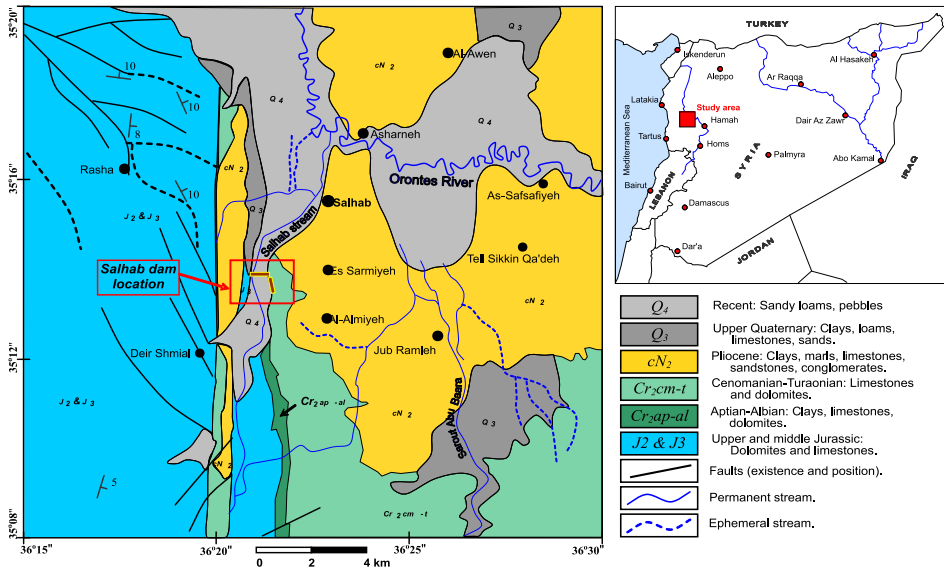 35°20'
35°16'
35°12'
35°08'
36°15'
36°20'
36°25'
36°30'
0 2 4 km
10
10
8
10
5
Rasha
J₂ & J₃
J₂ & J₃
Deir Shmial
Salhab dam
location
J₃
cN₂
Q₃
Q₄
Q₄
cN₂
Cr₂ap-al
Cr₂cm-t
Salhab stream
Salhab
Es Sarmiyeh
Al-Almiyeh
Jub Ramleh
Asharneh
Al-Awen
cN₂
Q₃
Q₄
Orontes River
As-Safsafiyeh
Tell Sikkin Qa'deh
cN₂
cN₂
Sarout Abu Baara
Q₃
TURKEY
Iskenderun
Aleppo
Al Hasakeh
Ar Raqqa
Latakia
Study area
Hamah
Dair Az Zawr
Tartus
Homs
Mediterranean Sea
SYRIA
Palmyra
Abo Kamal
IRAQ
LEBANON
Bairut
Damascus
Dar'a
JORDAN
Q₄ Recent: Sandy loams, pebbles
Q₃ Upper Quaternary: Clays, loams,
limestones, sands.
cN₂ Pliocene: Clays, marls, limestones,
sandstones, conglomerates.
Cr₂cm-t Cenomanian-Turaonian: Limestones
and dolomites.
Cr₂ap-al Aptian-Albian: Clays, limestones,
dolomites.
J2 & J3 Upper and middle Jurassic:
Dolomites and limestones.
Faults (existence and position).
Permanent stream.
Ephemeral stream.